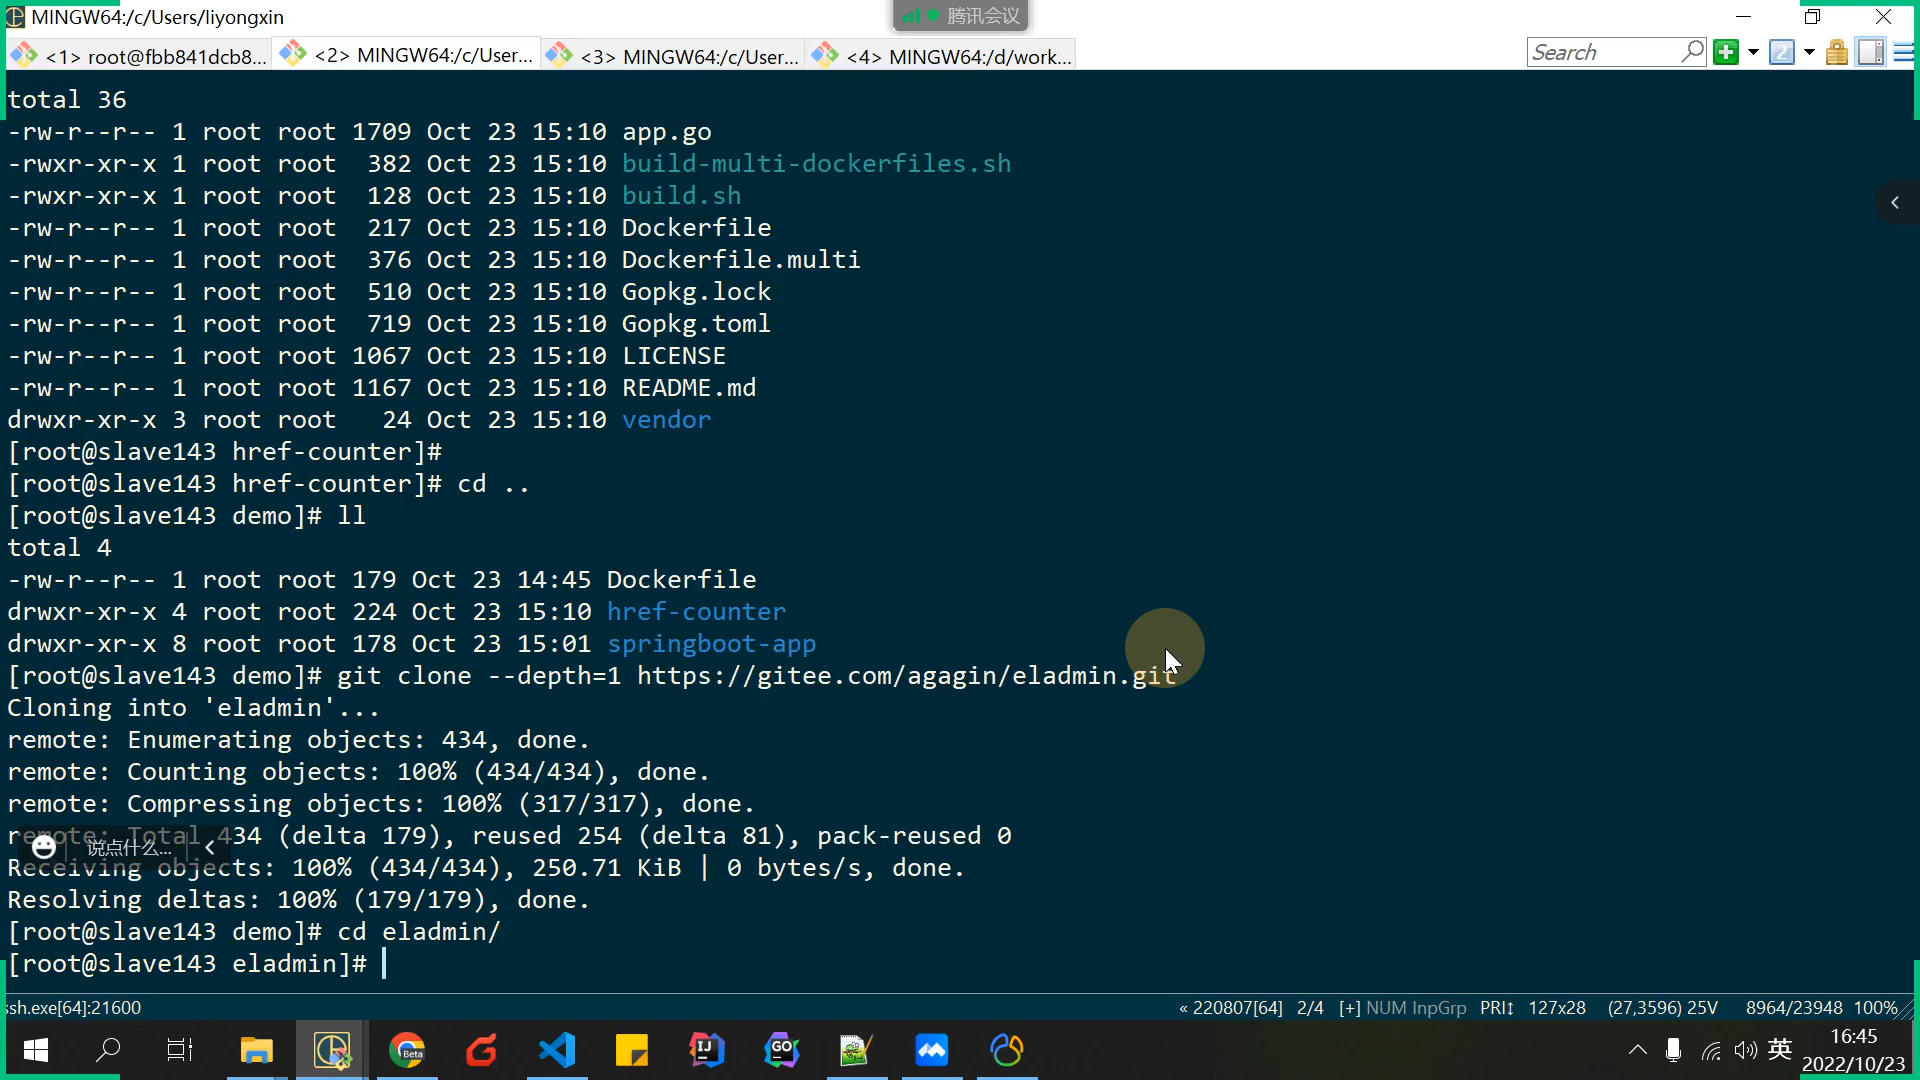 MINGW64:/c/Users/liyongxin
腾讯会议
<1> root@fbb841dcb8... <2> MINGW64:/c/User... <3> MINGW64:/c/User... <4> MINGW64:/d/work... Search
total 36
-rw-r--r-- 1 root root 1709 Oct 23 15:10 app.go
-rwxr-xr-x 1 root root  382 Oct 23 15:10 build-multi-dockerfiles.sh
-rwxr-xr-x 1 root root  128 Oct 23 15:10 build.sh
-rw-r--r-- 1 root root  217 Oct 23 15:10 Dockerfile
-rw-r--r-- 1 root root  376 Oct 23 15:10 Dockerfile.multi
-rw-r--r-- 1 root root  510 Oct 23 15:10 Gopkg.lock
-rw-r--r-- 1 root root  719 Oct 23 15:10 Gopkg.toml
-rw-r--r-- 1 root root 1067 Oct 23 15:10 LICENSE
-rw-r--r-- 1 root root 1167 Oct 23 15:10 README.md
drwxr-xr-x 3 root root   24 Oct 23 15:10 vendor
[root@slave143 href-counter]#
[root@slave143 href-counter]# cd ..
[root@slave143 demo]# ll
total 4
-rw-r--r-- 1 root root 179 Oct 23 14:45 Dockerfile
drwxr-xr-x 4 root root 224 Oct 23 15:10 href-counter
drwxr-xr-x 8 root root 178 Oct 23 15:01 springboot-app
[root@slave143 demo]# git clone --depth=1 https://gitee.com/agagin/eladmin.git
Cloning into 'eladmin'...
remote: Enumerating objects: 434, done.
remote: Counting objects: 100% (434/434), done.
remote: Compressing objects: 100% (317/317), done.
remote: Total 434 (delta 179), reused 254 (delta 81), pack-reused 0
说点什么...
Receiving objects: 100% (434/434), 250.71 KiB | 0 bytes/s, done.
Resolving deltas: 100% (179/179), done.
[root@slave143 demo]# cd eladmin/
[root@slave143 eladmin]#
ssh.exe[64]:21600 « 220807[64] 2/4 [+] NUM InpGrp PRI↕ 127x28 (27,3596) 25V 8964/23948 100%
Beta IJ GO 英 16:45
2022/10/23